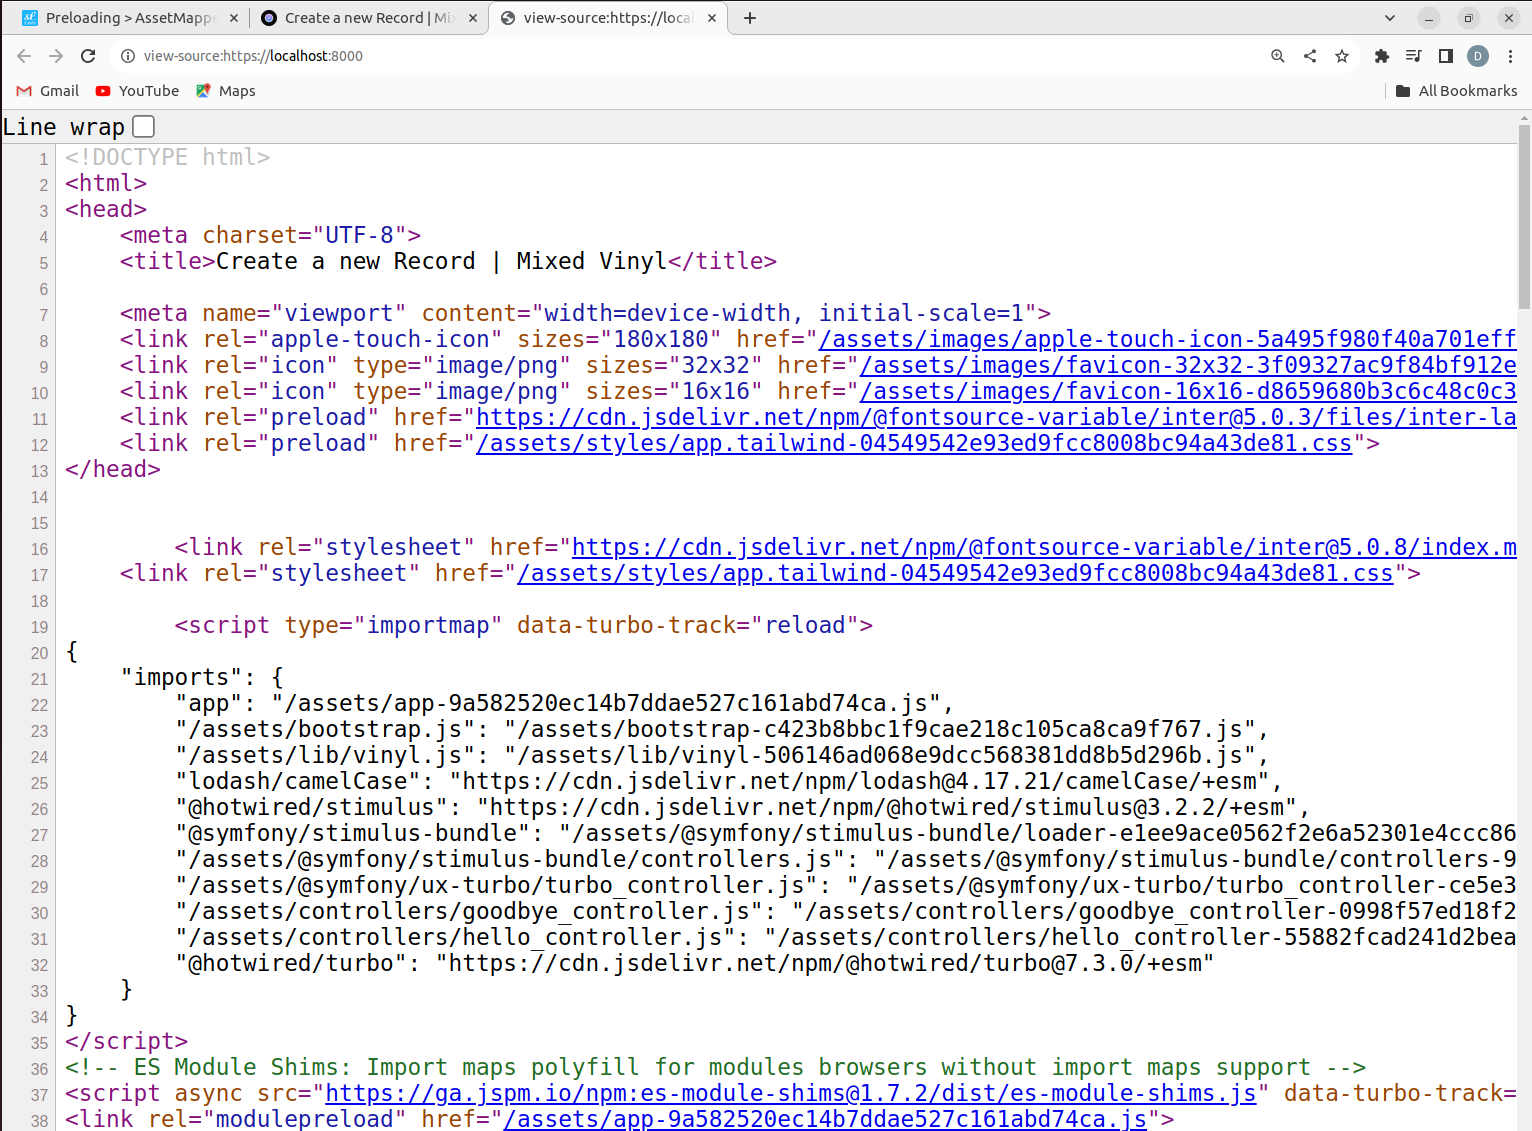 Preloading > AssetMappe
Create a new Record | Mix
view-source:https://local
view-source:https://localhost:8000
D
Gmail
YouTube
Maps
All Bookmarks
Line wrap
1 <!DOCTYPE html>
2 <html>
3 <head>
4 <meta charset="UTF-8">
5 <title>Create a new Record | Mixed Vinyl</title>
6
7 <meta name="viewport" content="width=device-width, initial-scale=1">
8 <link rel="apple-touch-icon" sizes="180x180" href="/assets/images/apple-touch-icon-5a495f980f40a701eff
9 <link rel="icon" type="image/png" sizes="32x32" href="/assets/images/favicon-32x32-3f09327ac9f84bf912e
10 <link rel="icon" type="image/png" sizes="16x16" href="/assets/images/favicon-16x16-d8659680b3c6c48c0c3
11 <link rel="preload" href="https://cdn.jsdelivr.net/npm/@fontsource-variable/inter@5.0.3/files/inter-la
12 <link rel="preload" href="/assets/styles/app.tailwind-04549542e93ed9fcc8008bc94a43de81.css">
13 </head>
14
15
16 <link rel="stylesheet" href="https://cdn.jsdelivr.net/npm/@fontsource-variable/inter@5.0.8/index.m
17 <link rel="stylesheet" href="/assets/styles/app.tailwind-04549542e93ed9fcc8008bc94a43de81.css">
18
19 <script type="importmap" data-turbo-track="reload">
20 {
21 "imports": {
22 "app": "/assets/app-9a582520ec14b7ddae527c161abd74ca.js",
23 "/assets/bootstrap.js": "/assets/bootstrap-c423b8bbc1f9cae218c105ca8ca9f767.js",
24 "/assets/lib/vinyl.js": "/assets/lib/vinyl-506146ad068e9dcc568381dd8b5d296b.js",
25 "lodash/camelCase": "https://cdn.jsdelivr.net/npm/lodash@4.17.21/camelCase/+esm",
26 "@hotwired/stimulus": "https://cdn.jsdelivr.net/npm/@hotwired/stimulus@3.2.2/+esm",
27 "@symfony/stimulus-bundle": "/assets/@symfony/stimulus-bundle/loader-e1ee9ace0562f2e6a52301e4ccc86
28 "/assets/@symfony/stimulus-bundle/controllers.js": "/assets/@symfony/stimulus-bundle/controllers-9
29 "/assets/@symfony/ux-turbo/turbo_controller.js": "/assets/@symfony/ux-turbo/turbo_controller-ce5e3
30 "/assets/controllers/goodbye_controller.js": "/assets/controllers/goodbye_controller-0998f57ed18f2
31 "/assets/controllers/hello_controller.js": "/assets/controllers/hello_controller-55882fcad241d2bea
32 "@hotwired/turbo": "https://cdn.jsdelivr.net/npm/@hotwired/turbo@7.3.0/+esm"
33 }
34 }
35 </script>
36 <!-- ES Module Shims: Import maps polyfill for modules browsers without import maps support -->
37 <script async src="https://ga.jspm.io/npm:es-module-shims@1.7.2/dist/es-module-shims.js" data-turbo-track=
38 <link rel="modulepreload" href="/assets/app-9a582520ec14b7ddae527c161abd74ca.js">